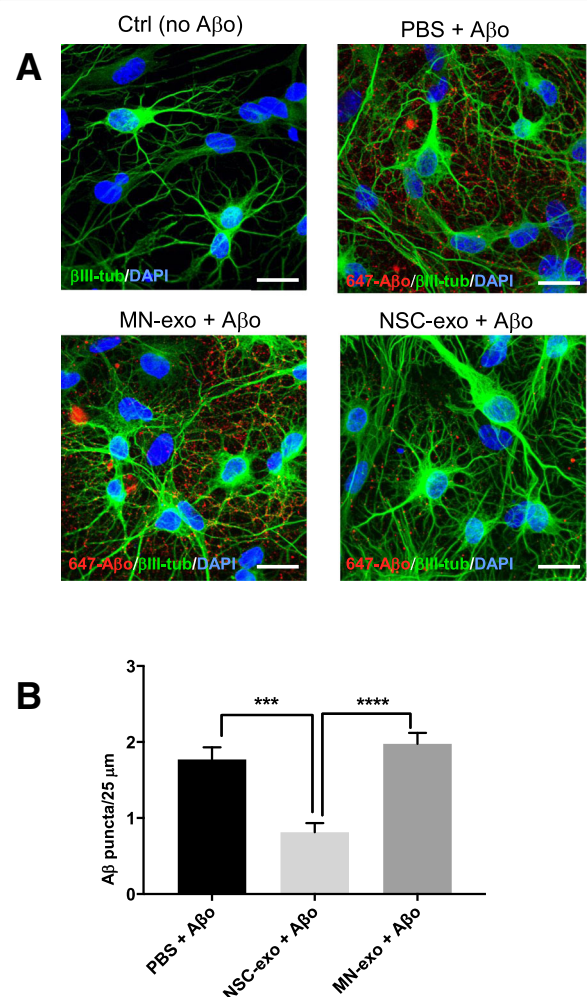 A
Ctrl (no Aβo)
PBS + Aβo
βIII-tub/DAPI
647-Aβo/βIII-tub/DAPI
MN-exo + Aβo
NSC-exo + Aβo
647-Aβo/βIII-tub/DAPI
647-Aβo/βIII-tub/DAPI
B
Aβ puncta/25 µm
3
2
1
0
***
****
PBS + Aβo
NSC-exo + Aβo
MN-exo + Aβo